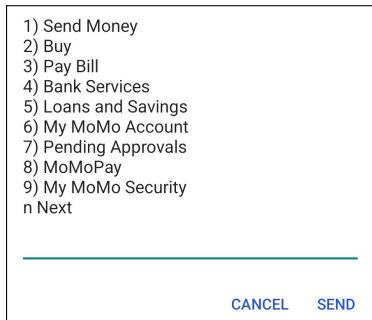 1) Send Money
2) Buy
3) Pay Bill
4) Bank Services
5) Loans and Savings
6) My MoMo Account
7) Pending Approvals
8) MoMoPay
9) My MoMo Security
n Next
CANCEL SEND